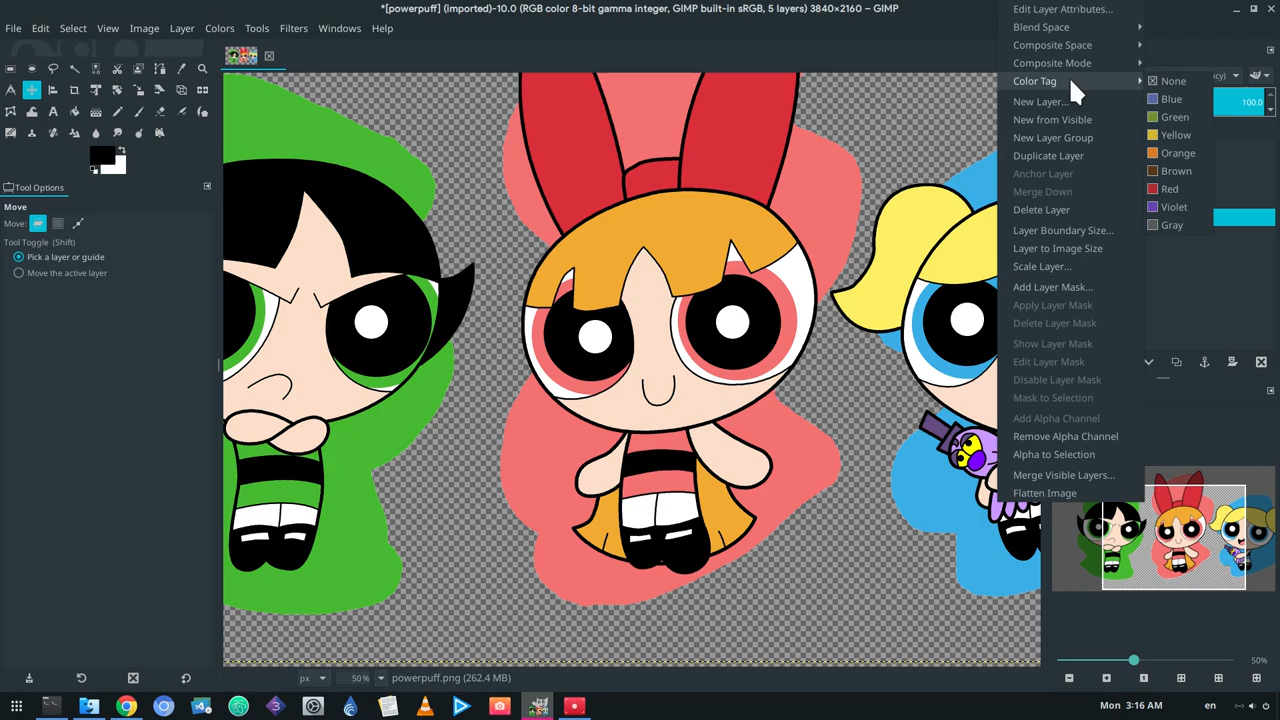 *[powerpuff] (imported)-10.0 (RGB color 8-bit gamma integer, GIMP built-in sRGB, 5 layers) 3840×2160 – GIMP
File Edit Select View Image Layer Colors Tools Filters Windows Help
Tool Options
Move
Move:
Tool Toggle (Shift)
Pick a layer or guide
Move the active layer
Edit Layer Attributes...
Blend Space
Composite Space
Composite Mode
Color Tag
New Layer...
New from Visible
New Layer Group
Duplicate Layer
Anchor Layer
Merge Down
Delete Layer
Layer Boundary Size...
Layer to Image Size
Scale Layer...
Add Layer Mask...
Apply Layer Mask
Delete Layer Mask
Show Layer Mask
Edit Layer Mask
Disable Layer Mask
Mask to Selection
Add Alpha Channel
Remove Alpha Channel
Alpha to Selection
Merge Visible Layers...
Flatten Image
None
Blue
Green
Yellow
Orange
Brown
Red
Violet
Gray
cy)
100.0
50%
px
50 %
powerpuff.png (262.4 MB)
Mon 3:16 AM
en